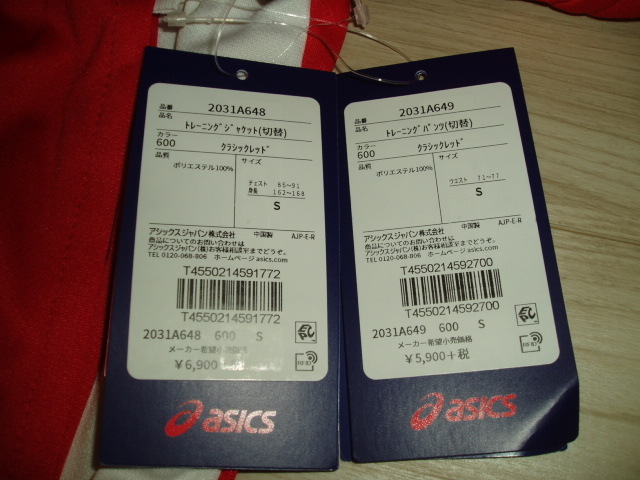 品番 2031A648
品名 ﾄﾚｰﾆﾝｸﾞｼﾞｬｹｯﾄ(切替)
カラー
600 ｸﾗｼｯｸﾚｯﾄﾞ
品質 サイズ
ポリエステル100%
チェスト 85～91
身長 162～168
S
アシックスジャパン株式会社 中国製 AJP-E-R
商品についてのお問い合わせは
アシックスジャパン(株)お客様相談室までどうぞ。
TEL 0120-068-806 ホームページ asics.com
T4550214591772
T4550214591772
2031A648 600 S
メーカー希望小売価格
￥6,900
asics
品番 2031A649
品名 ﾄﾚｰﾆﾝｸﾞﾊﾟﾝﾂ(切替)
カラー
600 ｸﾗｼｯｸﾚｯﾄﾞ
品質 サイズ
ポリエステル100%
ウエスト 71～77
S
アシックスジャパン株式会社 中国製 AJP-E-R
商品についてのお問い合わせは
アシックスジャパン(株)お客様相談室までどうぞ。
TEL 0120-068-806 ホームページ asics.com
T4550214592700
T4550214592700
2031A649 600 S
メーカー希望小売価格
￥5,900+税
asics